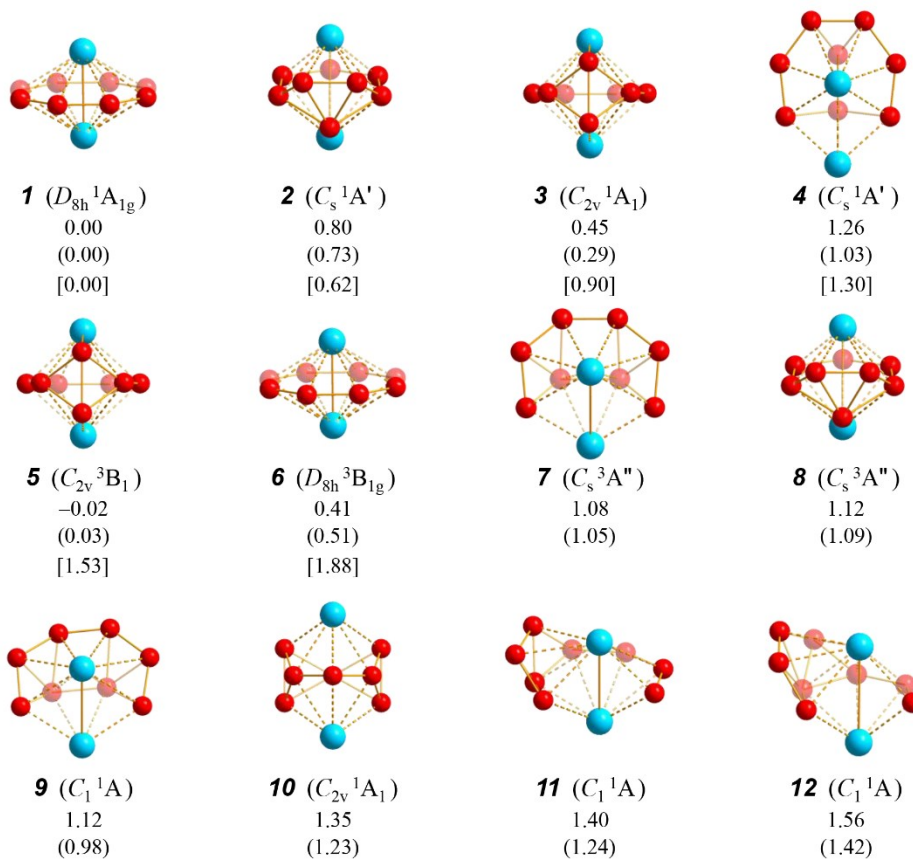 1 (D8h 1A1g) 2 (Cs 1A') 3 (C2v 1A1) 4 (Cs 1A')
0.00 0.80 0.45 1.26
(0.00) (0.73) (0.29) (1.03)
[0.00] [0.62] [0.90] [1.30]
5 (C2v 3B1) 6 (D8h 3B1g) 7 (Cs 3A") 8 (Cs 3A")
–0.02 0.41 1.08 1.12
(0.03) (0.51) (1.05) (1.09)
[1.53] [1.88]
9 (C1 1A) 10 (C2v 1A1) 11 (C1 1A) 12 (C1 1A)
1.12 1.35 1.40 1.56
(0.98) (1.23) (1.24) (1.42)